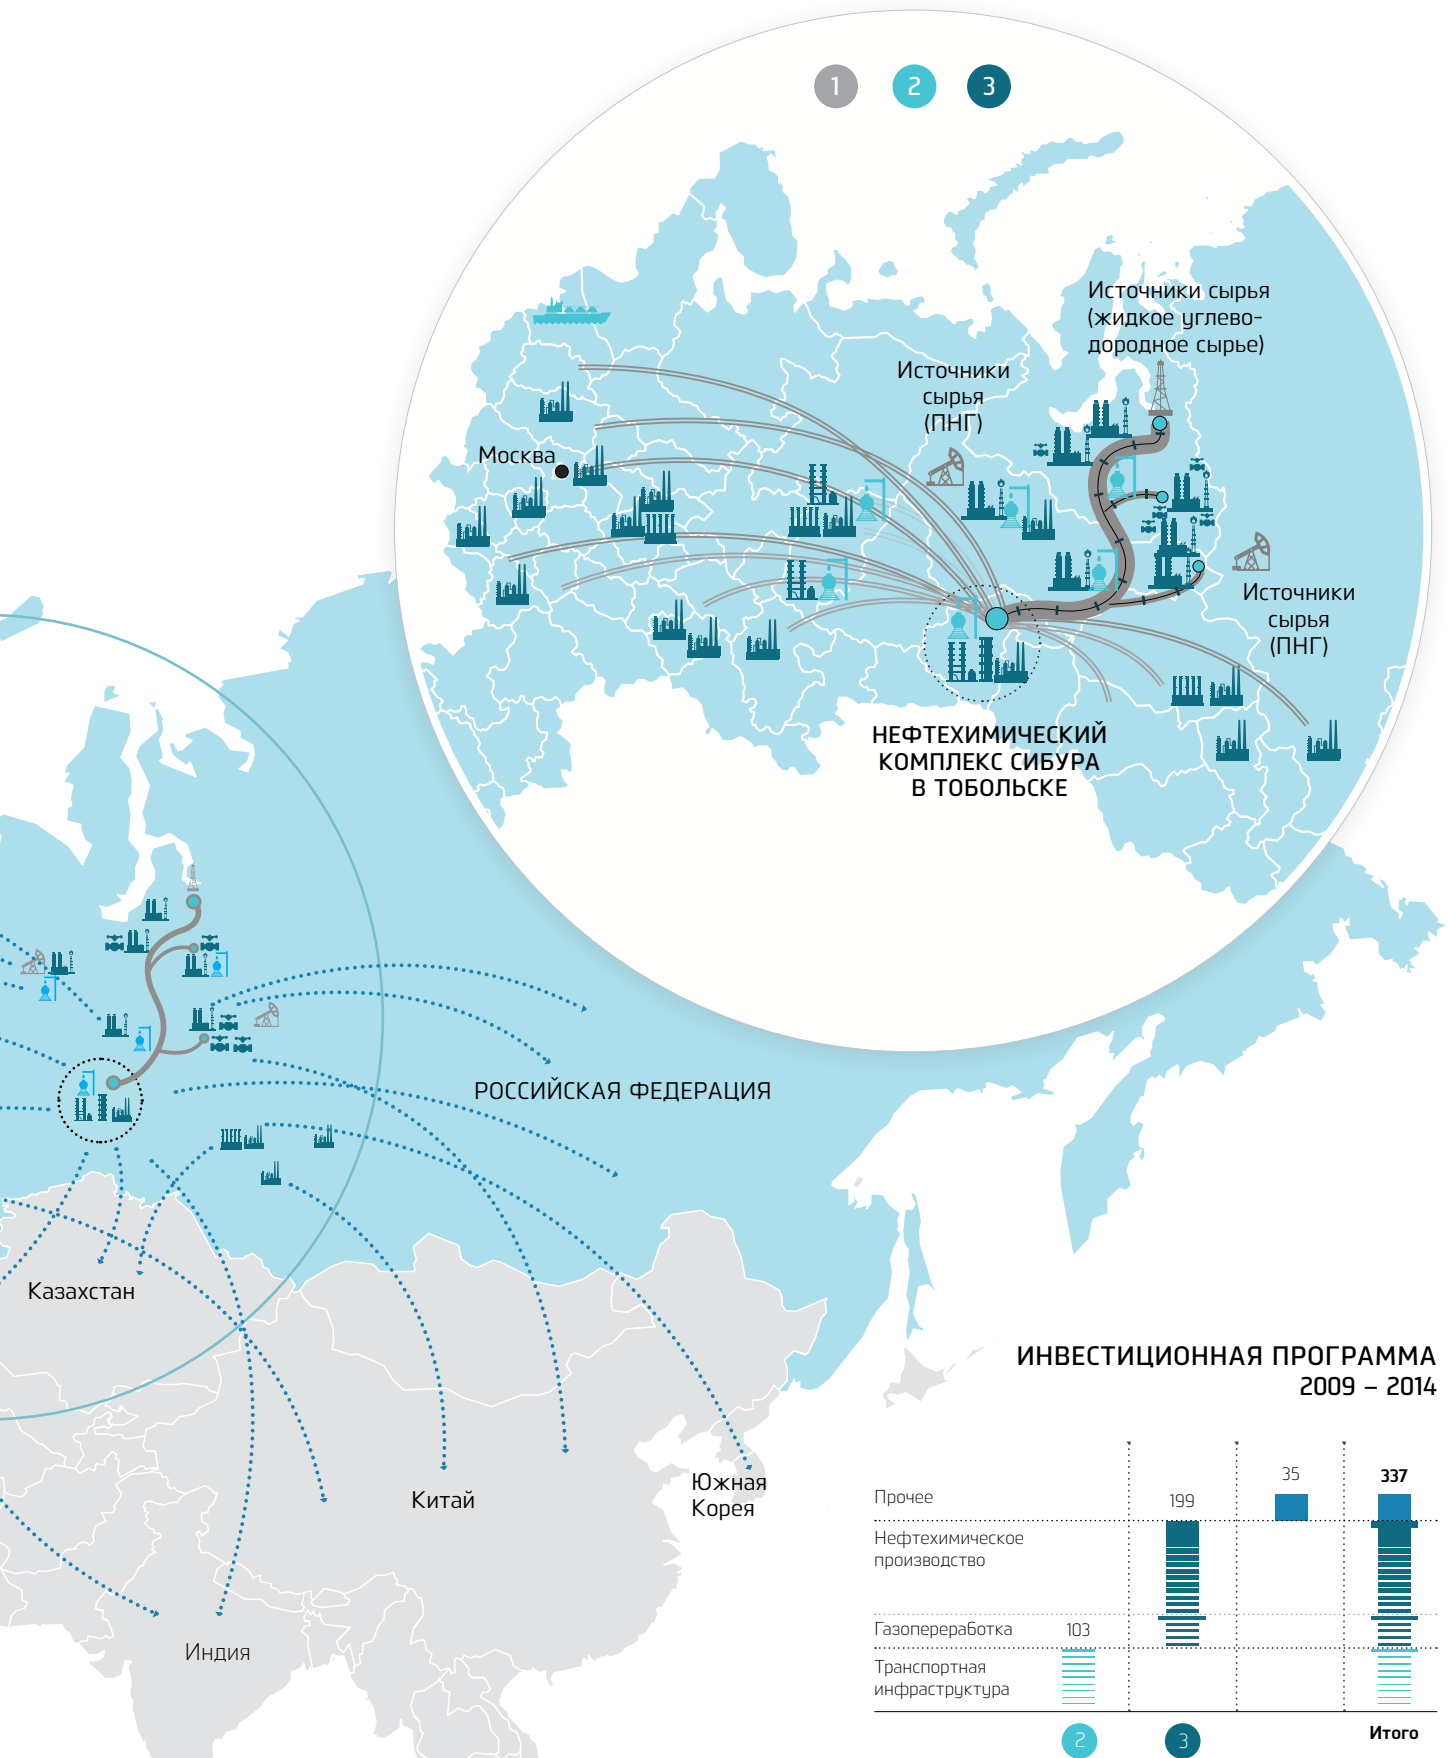 1 2 3
Источники сырья
(жидкое углево-
дородное сырье)
Источники
сырья
(ПНГ)
Москва
Источники
сырья
(ПНГ)
НЕФТЕХИМИЧЕСКИЙ
КОМПЛЕКС СИБУРА
В ТОБОЛЬСКЕ
РОССИЙСКАЯ ФЕДЕРАЦИЯ
Казахстан
Китай
Южная
Корея
Индия
ИНВЕСТИЦИОННАЯ ПРОГРАММА
2009 – 2014
35
337
Прочее
199
Нефтехимическое
производство
Газопереработка
103
Транспортная
инфраструктура
2
3
Итого